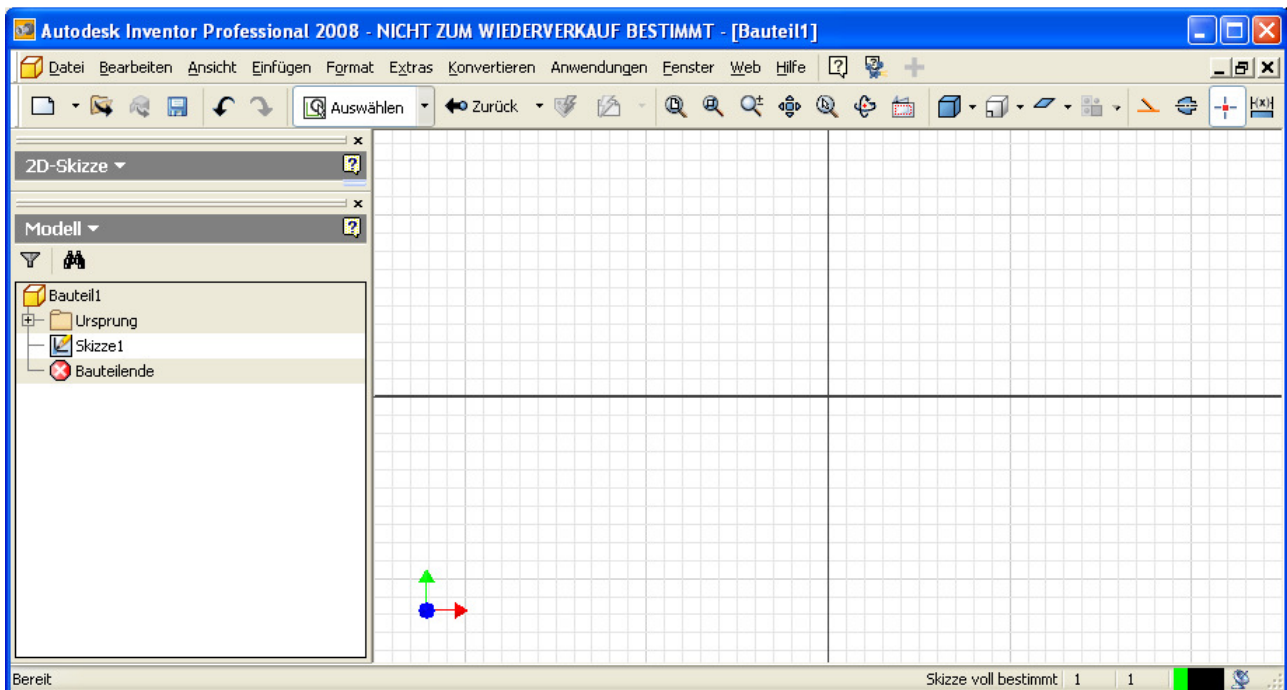 Autodesk Inventor Professional 2008 - NICHT ZUM WIEDERVERKAUF BESTIMMT - [Bauteil1]
Datei Bearbeiten Ansicht Einfügen Format Extras Konvertieren Anwendungen Fenster Web Hilfe
Auswählen Zurück
2D-Skizze
Modell
Bauteil1
Ursprung
Skizze1
Bauteilende
Bereit Skizze voll bestimmt 1 1